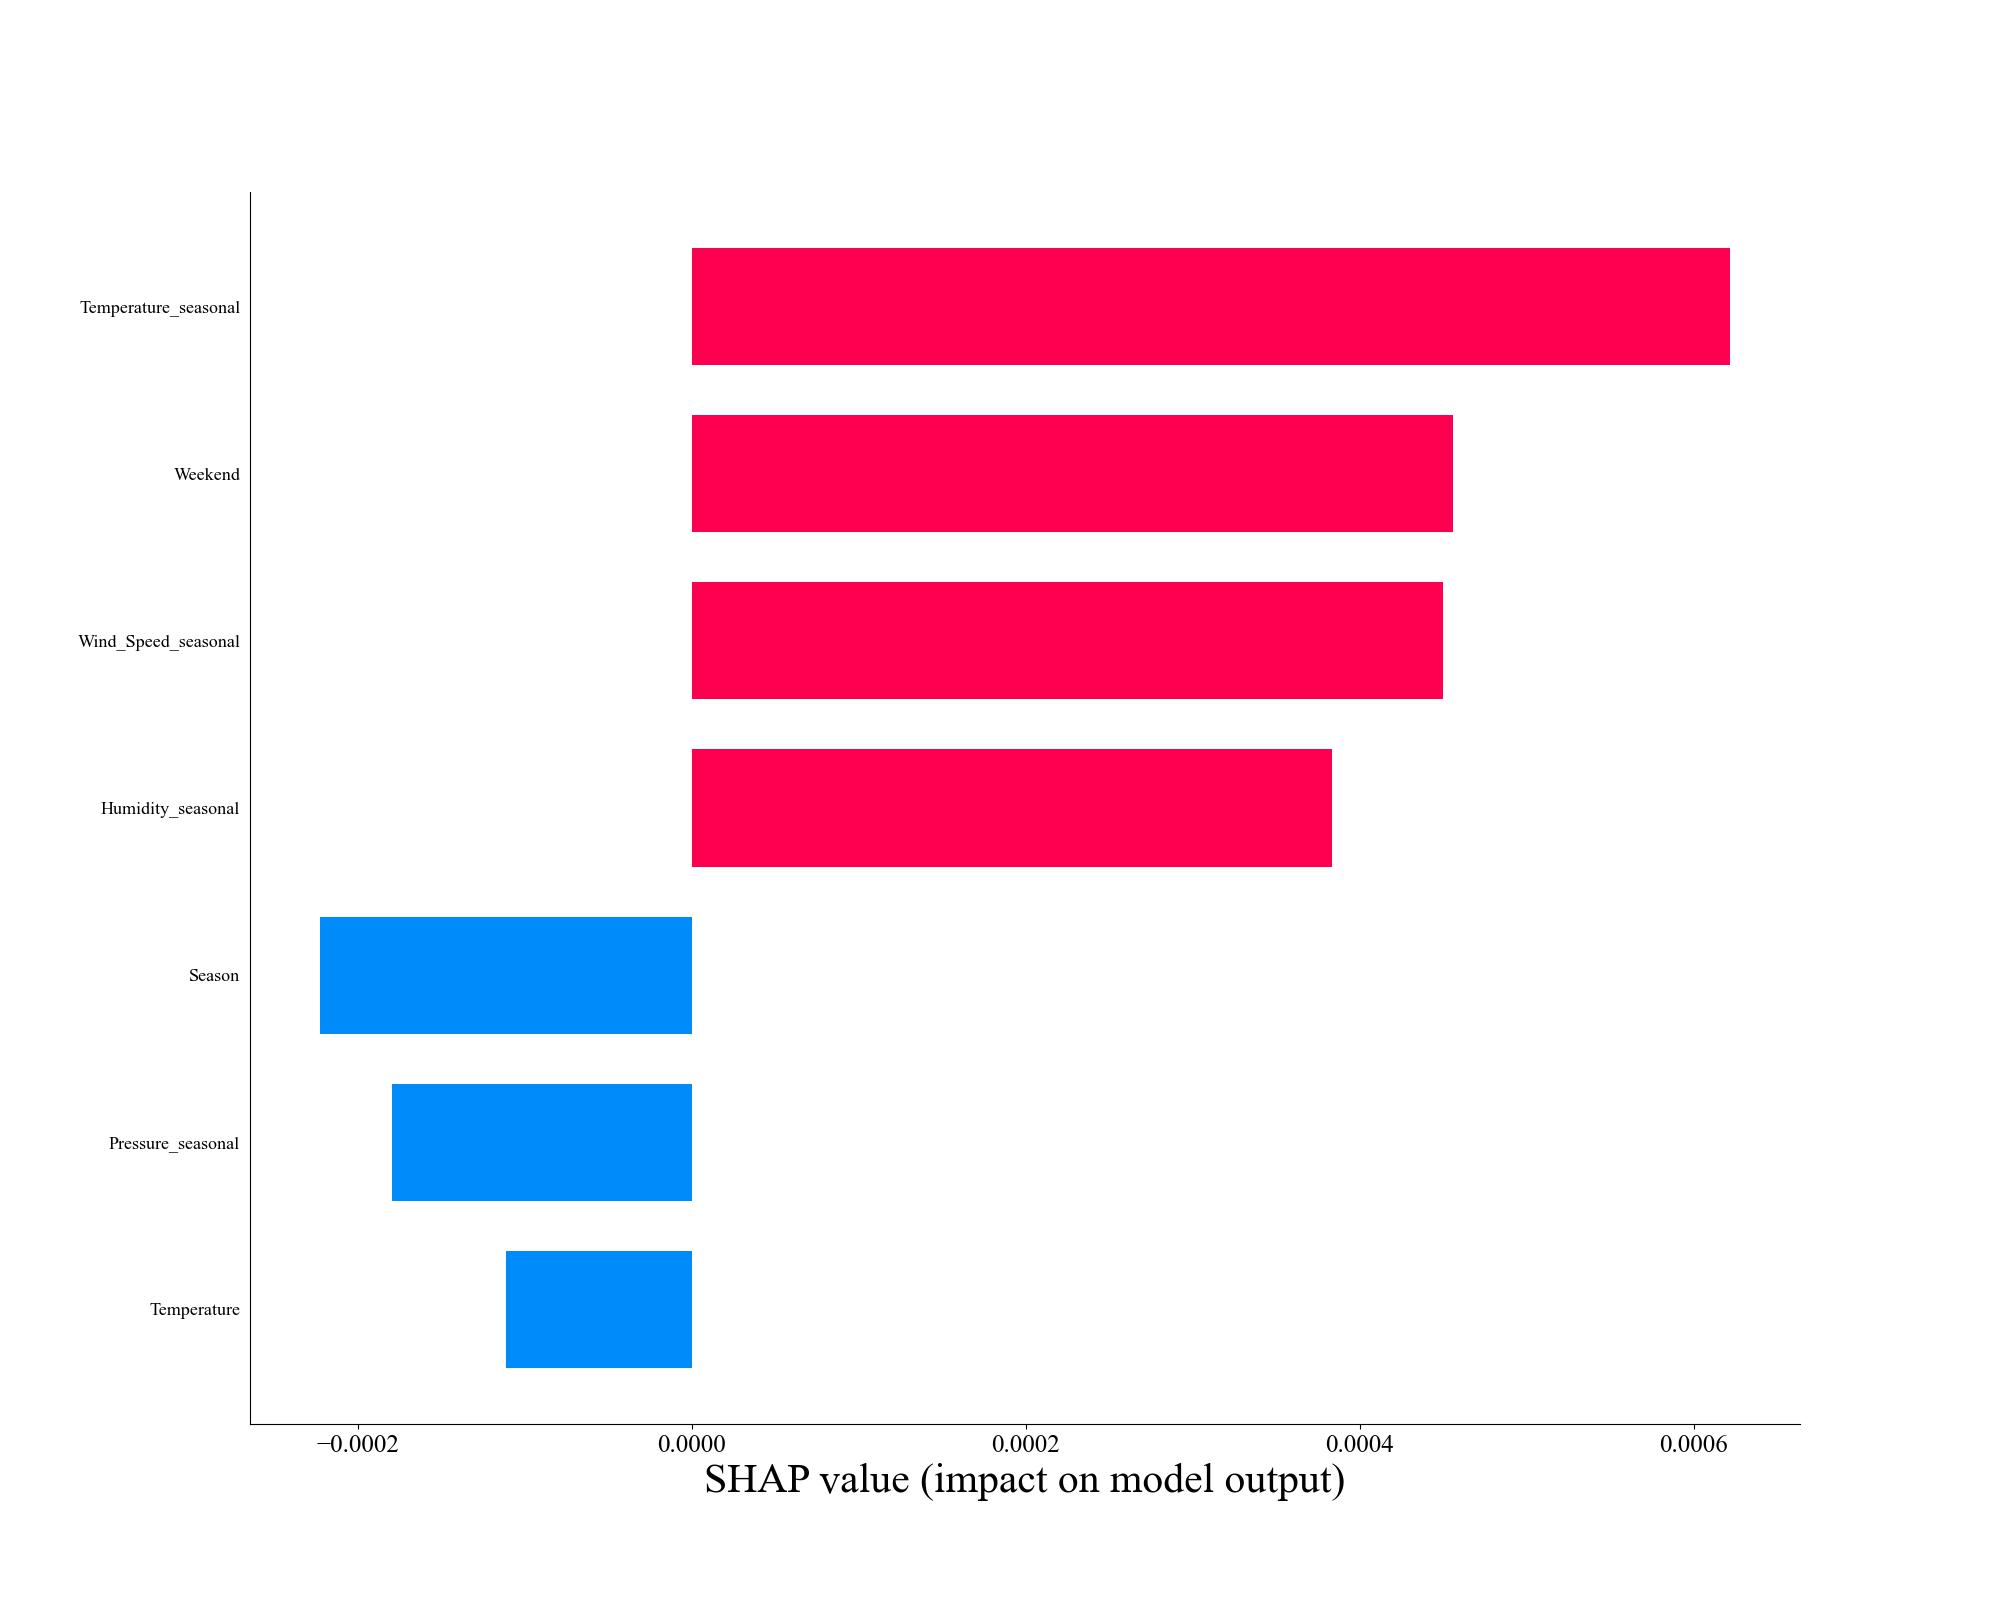 Temperature_seasonal
Weekend
Wind_Speed_seasonal
Humidity_seasonal
Season
Pressure_seasonal
Temperature
−0.0002 0.0000 0.0002 0.0004 0.0006
SHAP value (impact on model output)